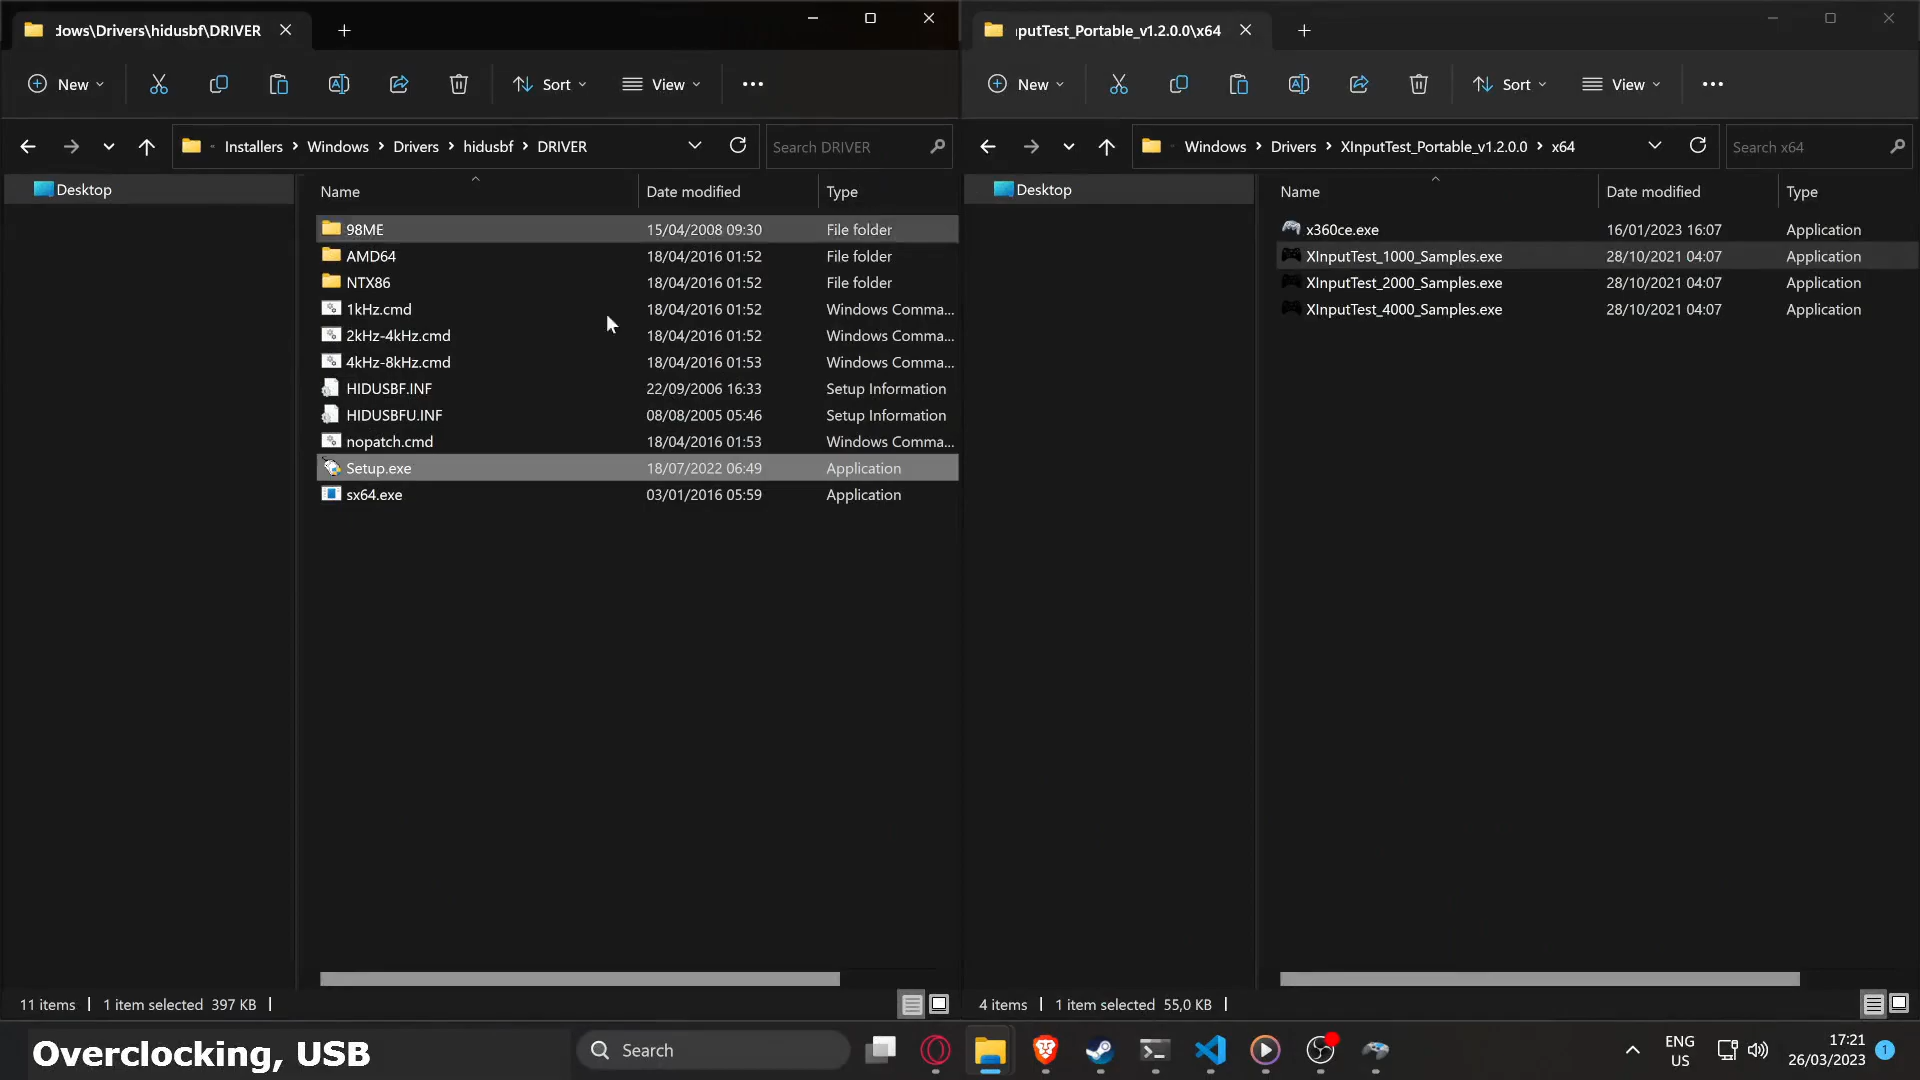 dows\Drivers\hidusbf\DRIVER
New
Sort
View
Installers > Windows > Drivers > hidusbf > DRIVER
Search DRIVER
Desktop
Name Date modified Type
98ME 15/04/2008 09:30 File folder
AMD64 18/04/2016 01:52 File folder
NTX86 18/04/2016 01:52 File folder
1kHz.cmd 18/04/2016 01:52 Windows Comma...
2kHz-4kHz.cmd 18/04/2016 01:52 Windows Comma...
4kHz-8kHz.cmd 18/04/2016 01:53 Windows Comma...
HIDUSBF.INF 22/09/2006 16:33 Setup Information
HIDUSBFU.INF 08/08/2005 05:46 Setup Information
nopatch.cmd 18/04/2016 01:53 Windows Comma...
Setup.exe 18/07/2022 06:49 Application
sx64.exe 03/01/2016 05:59 Application
11 items | 1 item selected 397 KB |
putTest_Portable_v1.2.0.0\x64
New
Sort
View
Windows > Drivers > XInputTest_Portable_v1.2.0.0 > x64
Search x64
Desktop
Name Date modified Type
x360ce.exe 16/01/2023 16:07 Application
XInputTest_1000_Samples.exe 28/10/2021 04:07 Application
XInputTest_2000_Samples.exe 28/10/2021 04:07 Application
XInputTest_4000_Samples.exe 28/10/2021 04:07 Application
4 items | 1 item selected 55,0 KB |
Overclocking, USB
Search
ENG
US
17:21
26/03/2023
1